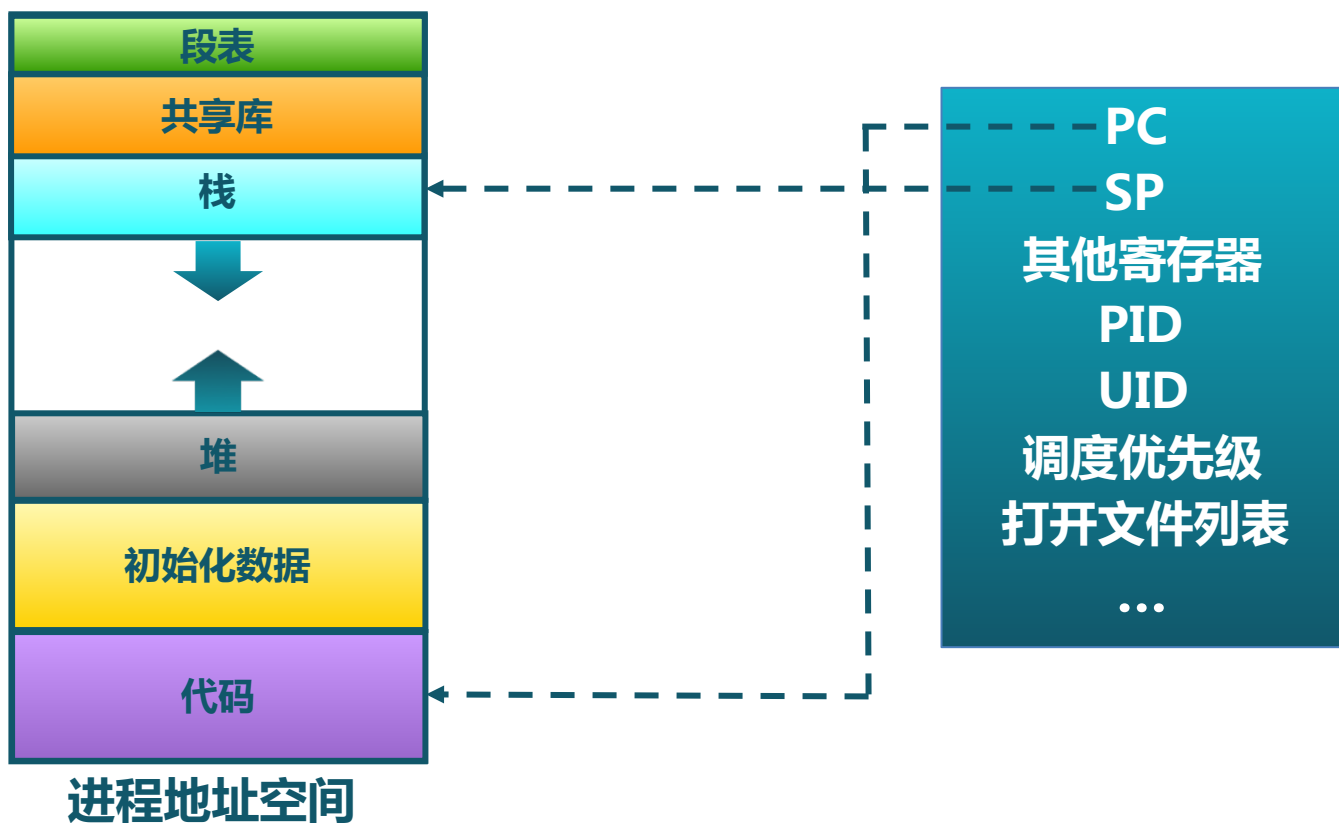 段表
共享库
栈
堆
初始化数据
代码
进程地址空间
PC
SP
其他寄存器
PID
UID
调度优先级
打开文件列表
...